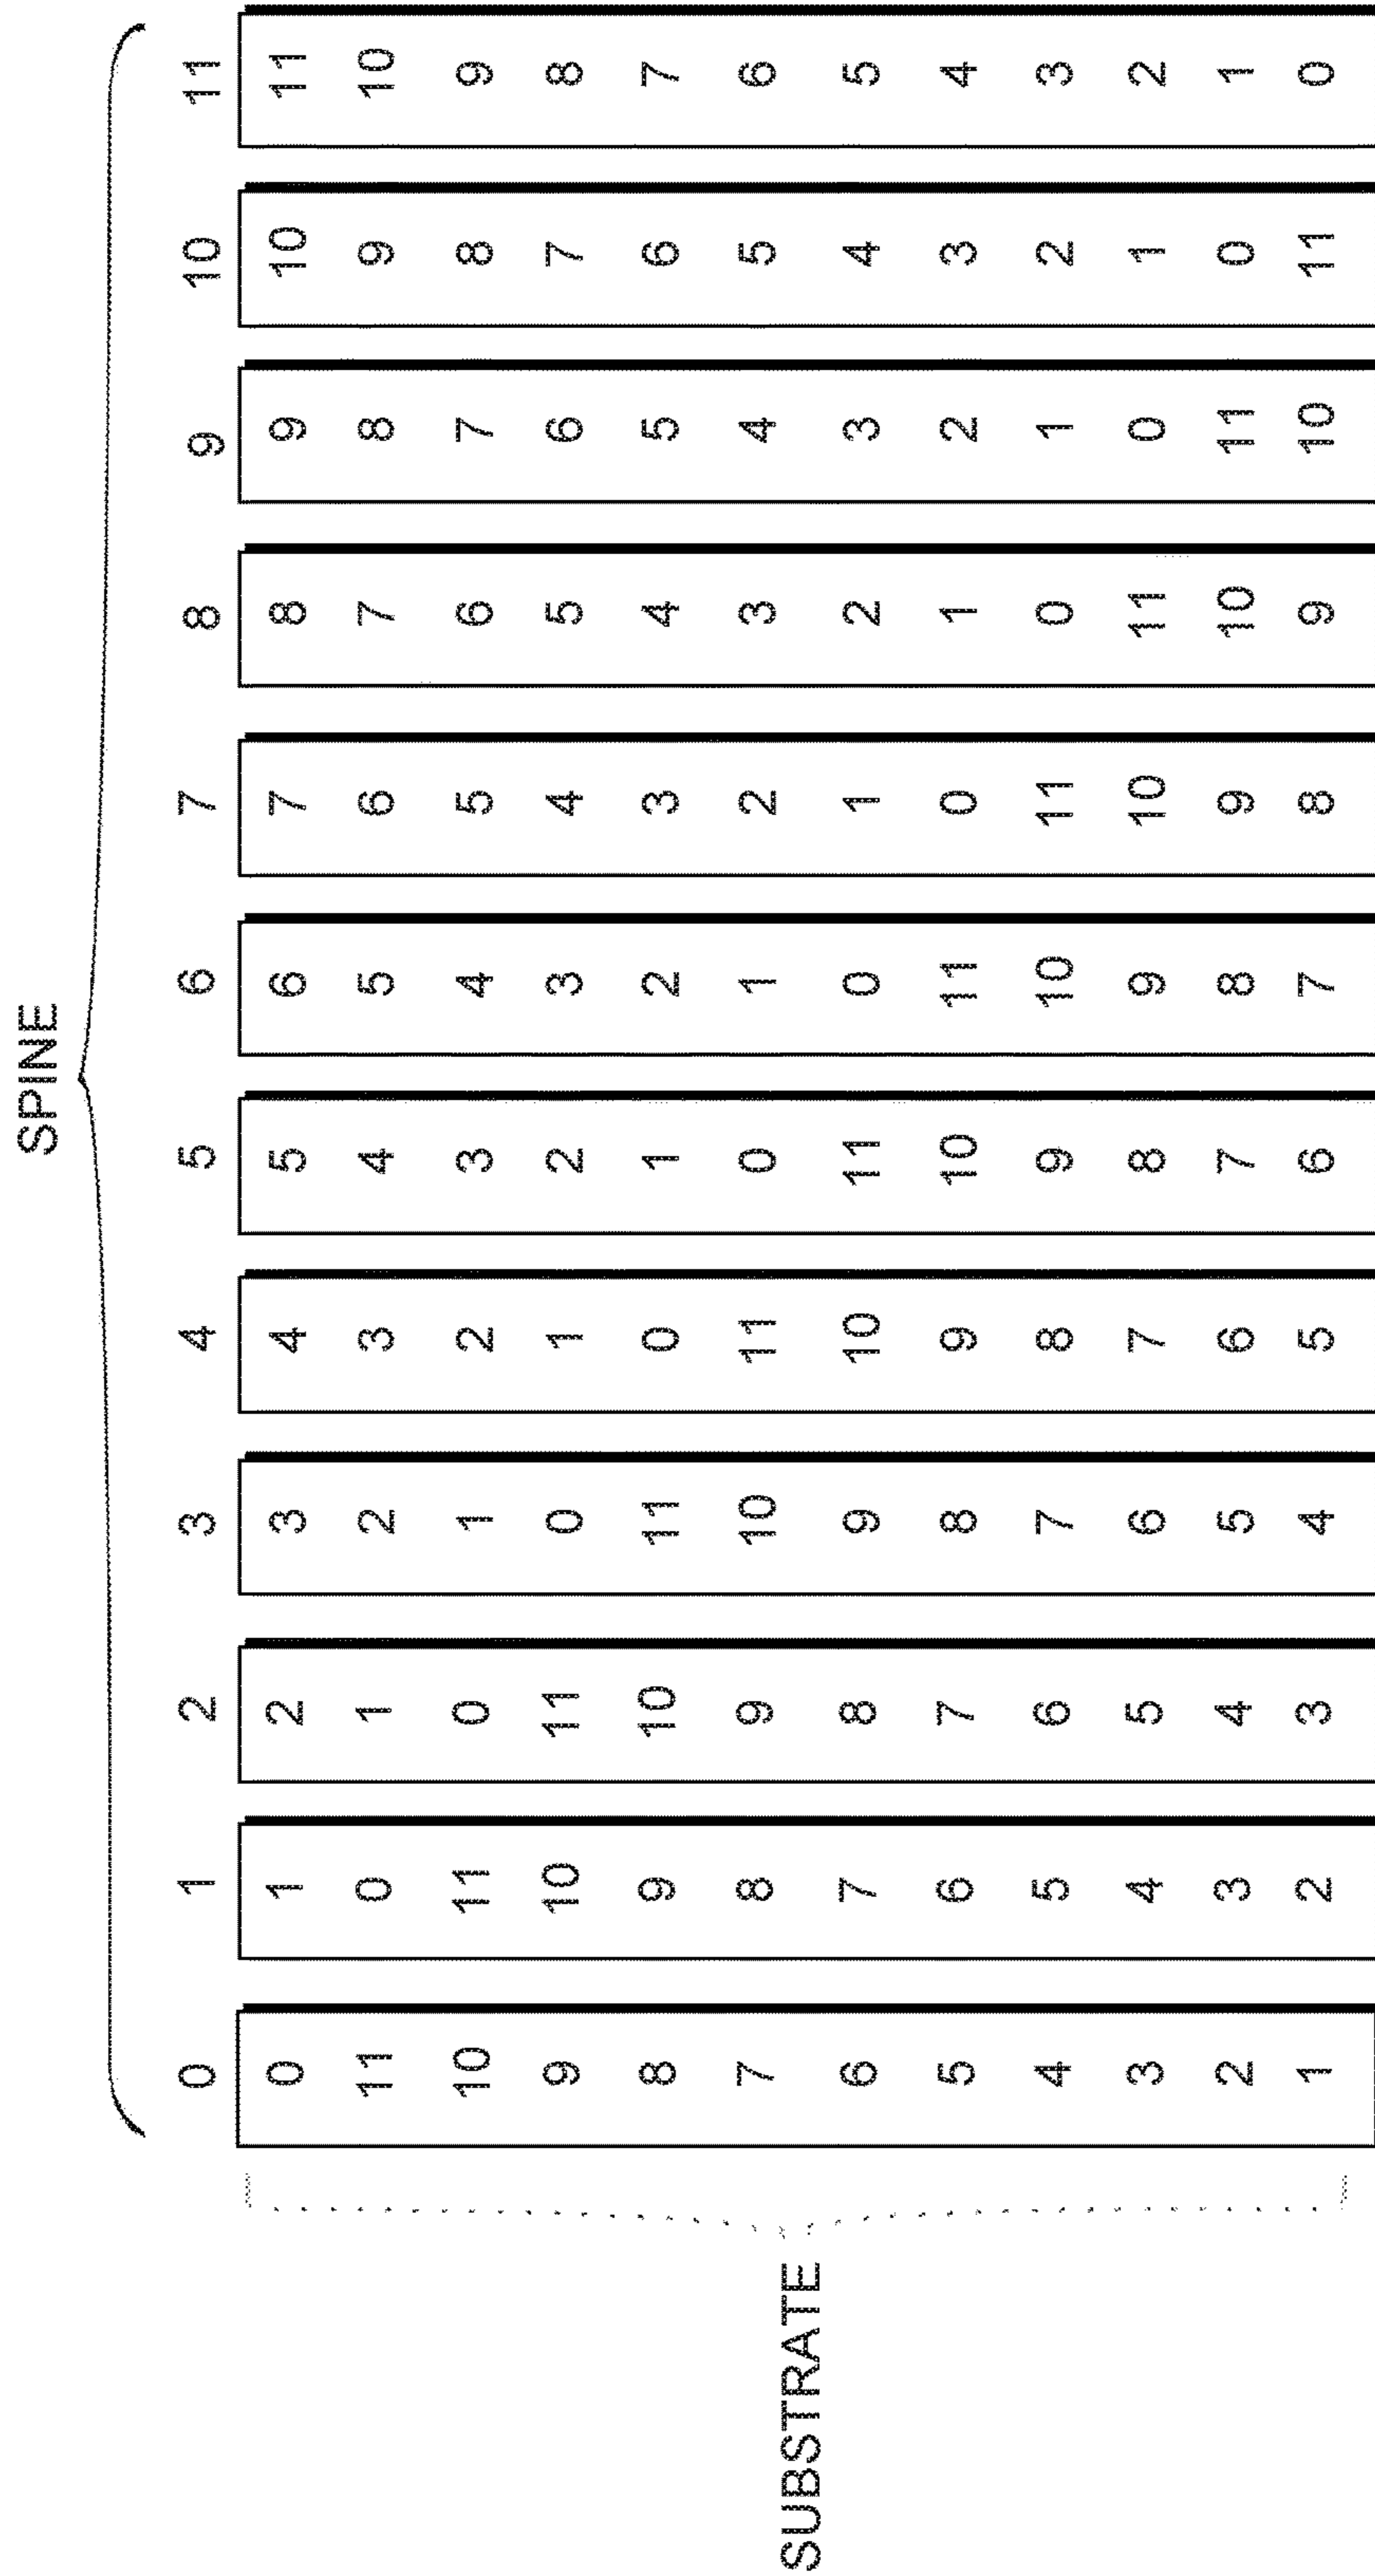 SPINE
0 1 2 3 4 5 6 7 8 9 10 11
0 1 2 3 4 5 6 7 8 9 10 11
11 0 1 2 3 4 5 6 7 8 9 10
10 11 0 1 2 3 4 5 6 7 8 9
9 10 11 0 1 2 3 4 5 6 7 8
8 9 10 11 0 1 2 3 4 5 6 7
7 8 9 10 11 0 1 2 3 4 5 6
SUBSTRATE
6 7 8 9 10 11 0 1 2 3 4 5
5 6 7 8 9 10 11 0 1 2 3 4
4 5 6 7 8 9 10 11 0 1 2 3
3 4 5 6 7 8 9 10 11 0 1 2
2 3 4 5 6 7 8 9 10 11 0 1
1 2 3 4 5 6 7 8 9 10 11 0